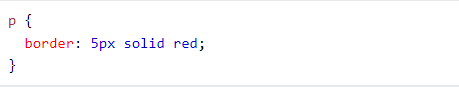 p {
  border: 5px solid red;
}